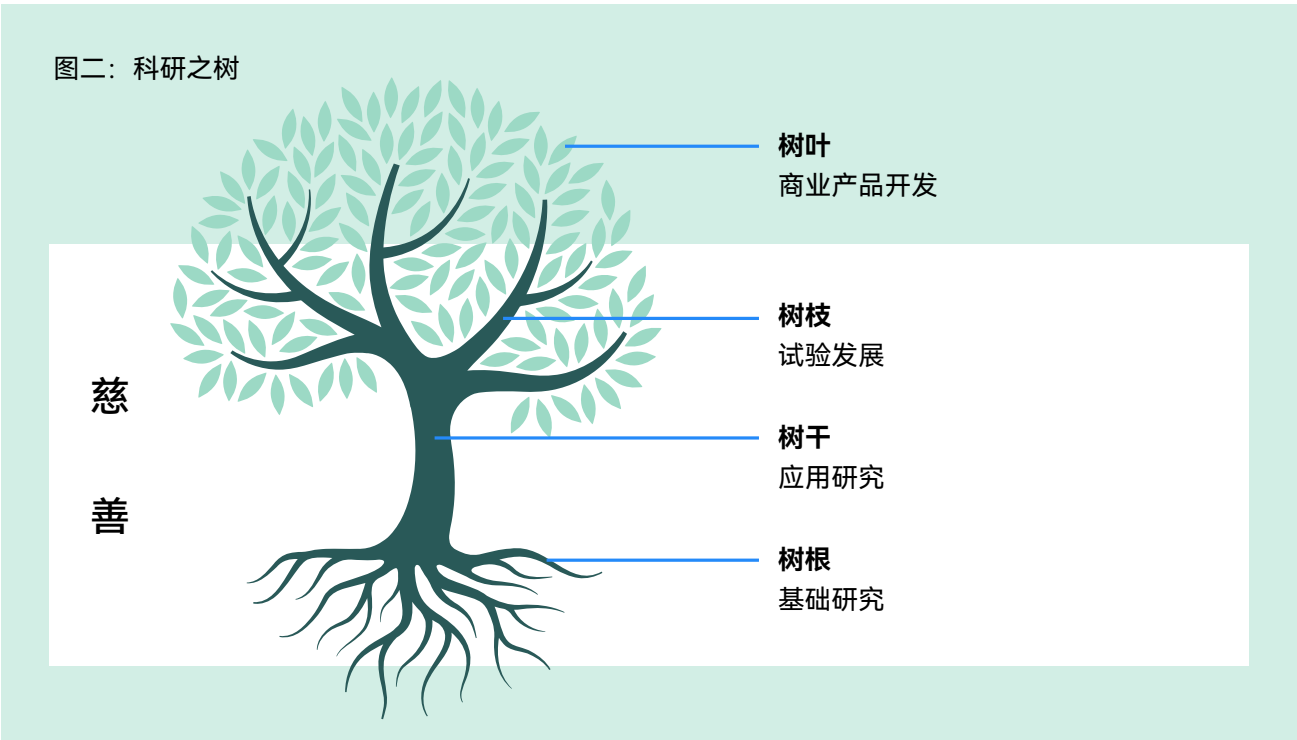 图二：科研之树
树叶
商业产品开发
树枝
试验发展
慈
善
树干
应用研究
树根
基础研究